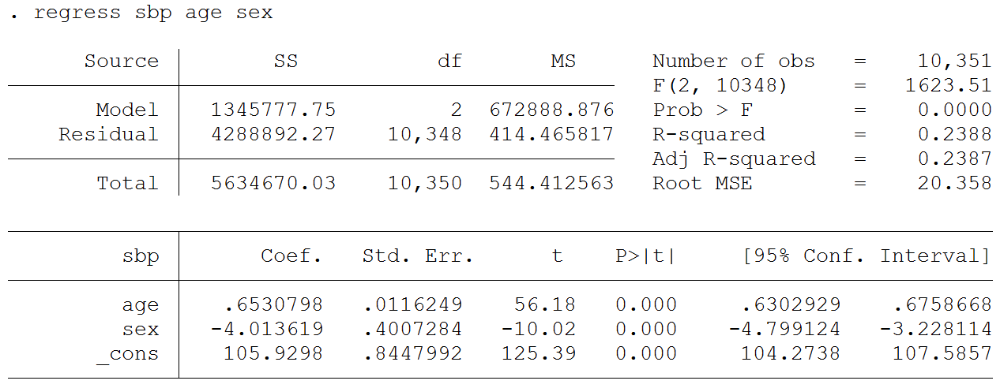 . regress sbp age sex
Source SS df MS Number of obs = 10,351
F(2, 10348) = 1623.51
Model 1345777.75 2 672888.876 Prob > F = 0.0000
Residual 4288892.27 10,348 414.465817 R-squared = 0.2388
Adj R-squared = 0.2387
Total 5634670.03 10,350 544.412563 Root MSE = 20.358
sbp Coef. Std. Err. t P>|t| [95% Conf. Interval]
age .6530798 .0116249 56.18 0.000 .6302929 .6758668
sex -4.013619 .4007284 -10.02 0.000 -4.799124 -3.228114
_cons 105.9298 .8447992 125.39 0.000 104.2738 107.5857